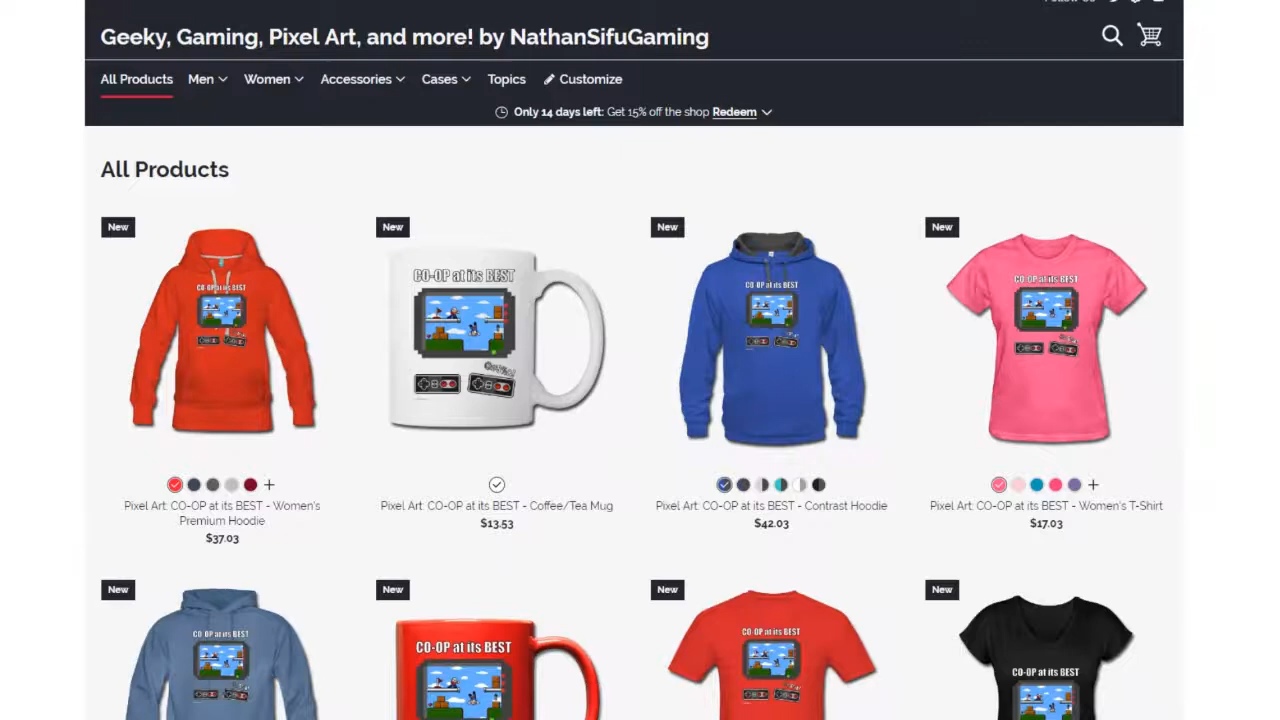 Geeky, Gaming, Pixel Art, and more! by NathanSifuGaming
All Products Men Women Accessories Cases Topics Customize
Only 14 days left: Get 15% off the shop Redeem
All Products
New New New New
CO-OP at its BEST CO-OP at its BEST CO-OP at its BEST CO-OP at its BEST
Pixel Art: CO-OP at its BEST - Women's
Premium Hoodie
$37.03
Pixel Art: CO-OP at its BEST - Coffee/Tea Mug
$13.53
Pixel Art: CO-OP at its BEST - Contrast Hoodie
$42.03
Pixel Art: CO-OP at its BEST - Women's T-Shirt
$17.03
New New New New
CO-OP at its BEST CO-OP at its BEST CO-OP at its BEST CO-OP at its BEST